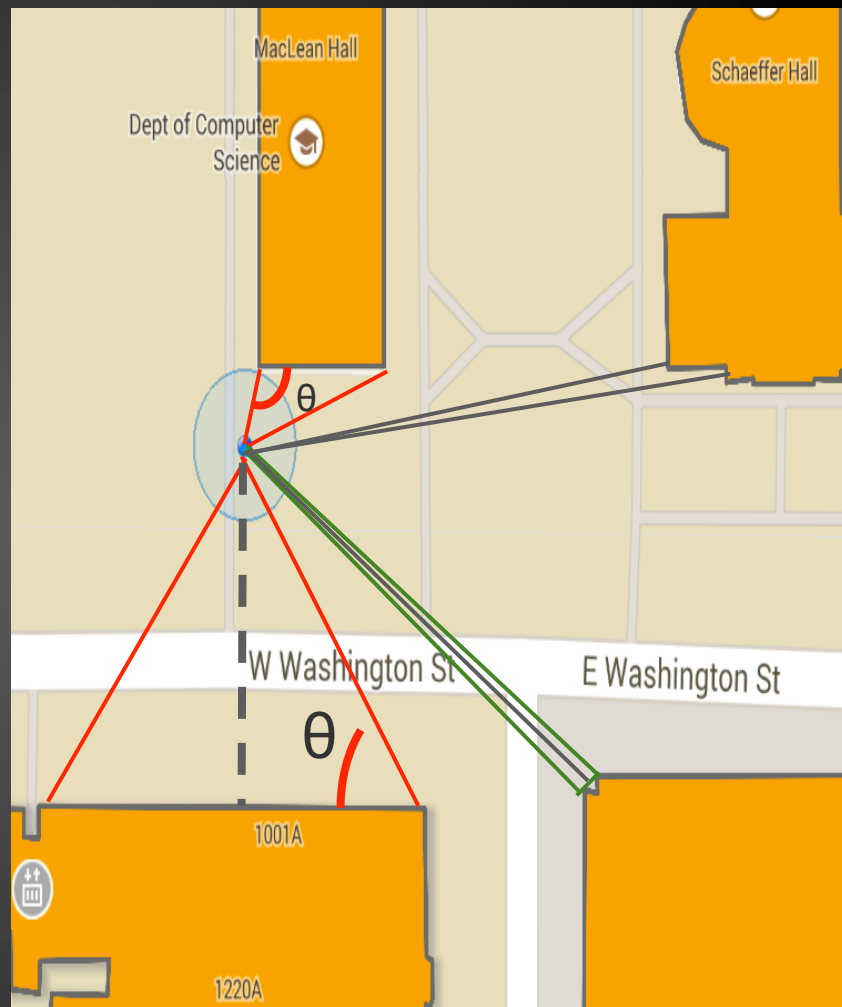 MacLean Hall
Schaeffer Hall
Dept of Computer
Science
θ
W Washington St
E Washington St
θ
1001A
1220A